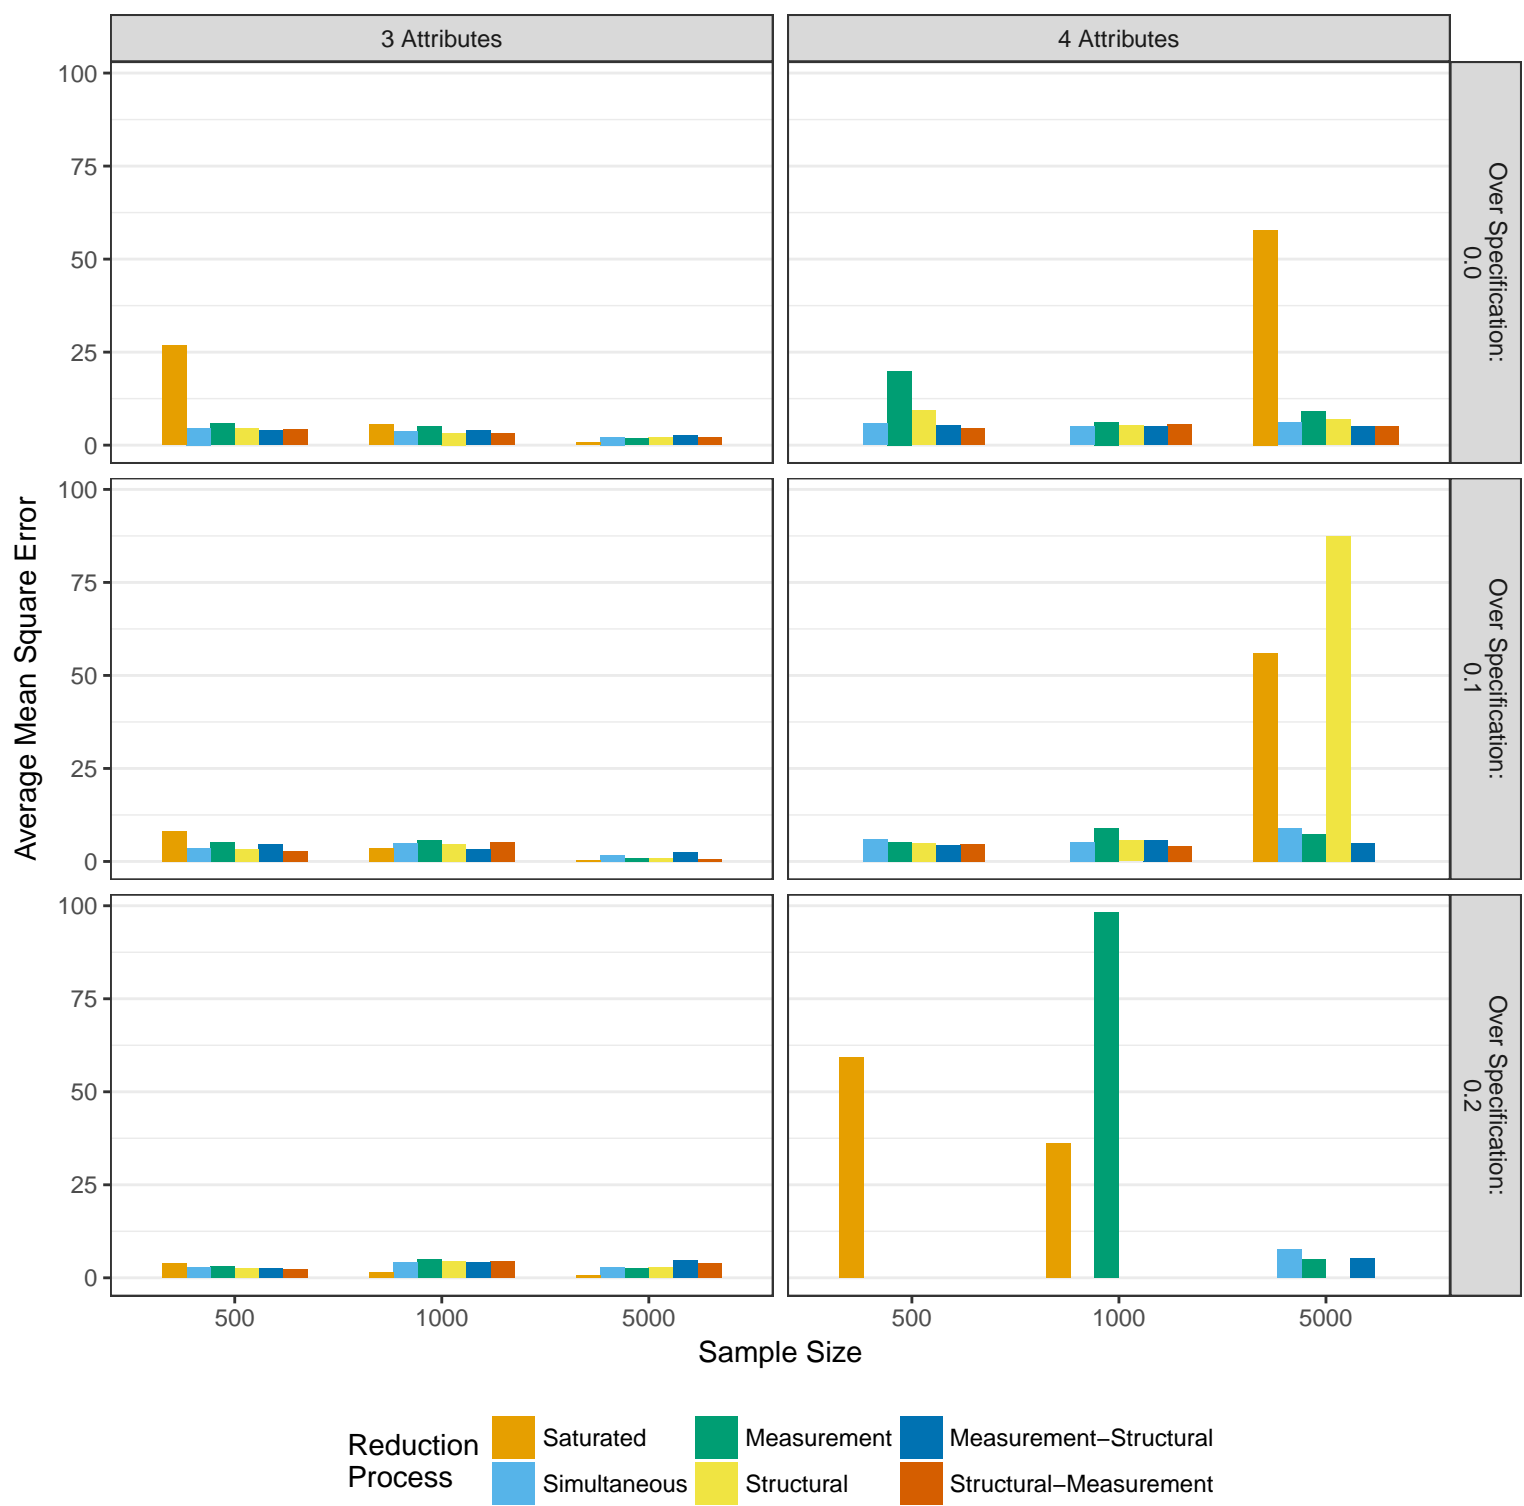 3 Attributes
4 Attributes
100
75
50
25
0
Over Specification:
0.0
100
75
50
25
0
Over Specification:
0.1
100
75
50
25
0
Over Specification:
0.2
Average Mean Square Error
500
1000
5000
500
1000
5000
Sample Size
Reduction
Process
Saturated
Measurement
Measurement−Structural
Simultaneous
Structural
Structural−Measurement